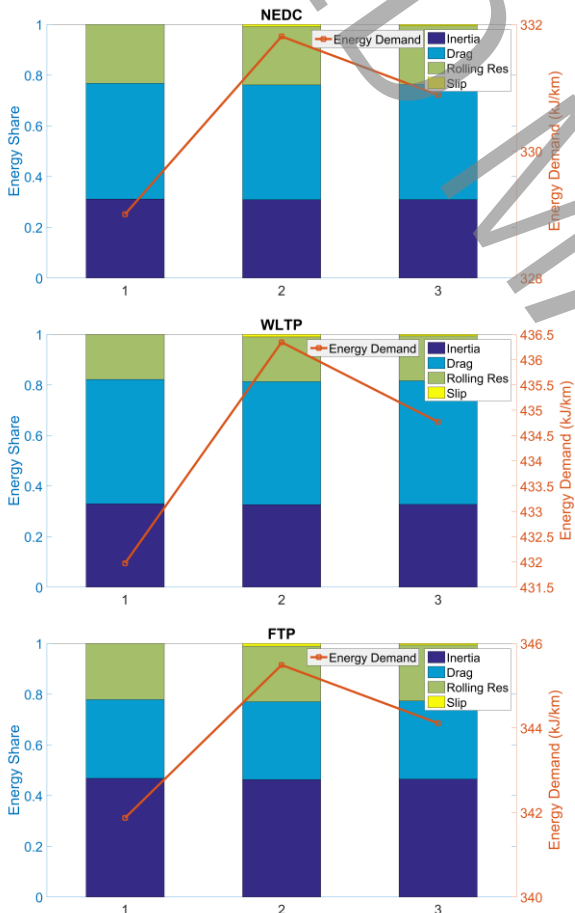 NEDC
1
0.8
0.6
0.4
0.2
0
Energy Share
Energy Demand
Inertia
Drag
Rolling Res
Slip
332
330
328
Energy Demand (kJ/km)
1 2 3
WLTP
1
0.8
0.6
0.4
0.2
0
Energy Share
Energy Demand
Inertia
Drag
Rolling Res
Slip
436.5
436
435.5
435
434.5
434
433.5
433
432.5
432
431.5
Energy Demand (kJ/km)
1 2 3
FTP
1
0.8
0.6
0.4
0.2
0
Energy Share
Energy Demand
Inertia
Drag
Rolling Res
Slip
346
344
342
340
Energy Demand (kJ/km)
1 2 3